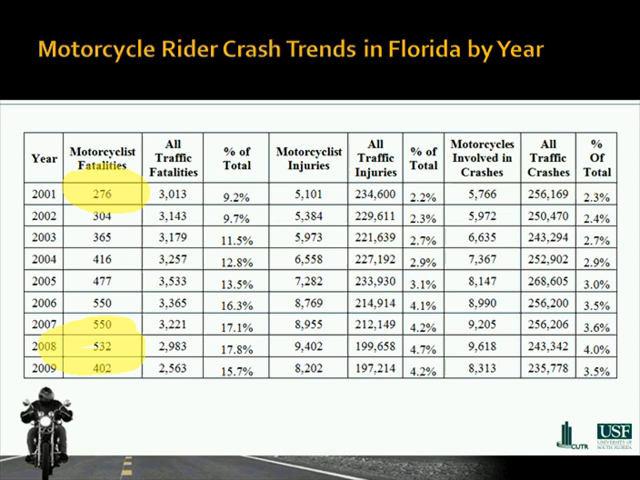 Motorcycle Rider Crash Trends in Florida by Year
Year Motorcyclist Fatalities All Traffic Fatalities % of Total Motorcyclist Injuries All Traffic Injuries % of Total Motorcycles Involved in Crashes All Traffic Crashes % Of Total
2001 276 3,013 9.2% 5,101 234,600 2.2% 5,766 256,169 2.3%
2002 304 3,143 9.7% 5,384 229,611 2.3% 5,972 250,470 2.4%
2003 365 3,179 11.5% 5,973 221,639 2.7% 6,635 243,294 2.7%
2004 416 3,257 12.8% 6,558 227,192 2.9% 7,367 252,902 2.9%
2005 477 3,533 13.5% 7,282 233,930 3.1% 8,147 268,605 3.0%
2006 550 3,365 16.3% 8,769 214,914 4.1% 8,990 256,200 3.5%
2007 550 3,221 17.1% 8,955 212,149 4.2% 9,205 256,206 3.6%
2008 532 2,983 17.8% 9,402 199,658 4.7% 9,618 243,342 4.0%
2009 402 2,563 15.7% 8,202 197,214 4.2% 8,313 235,778 3.5%
CUTR
USF
UNIVERSITY OF
SOUTH FLORIDA